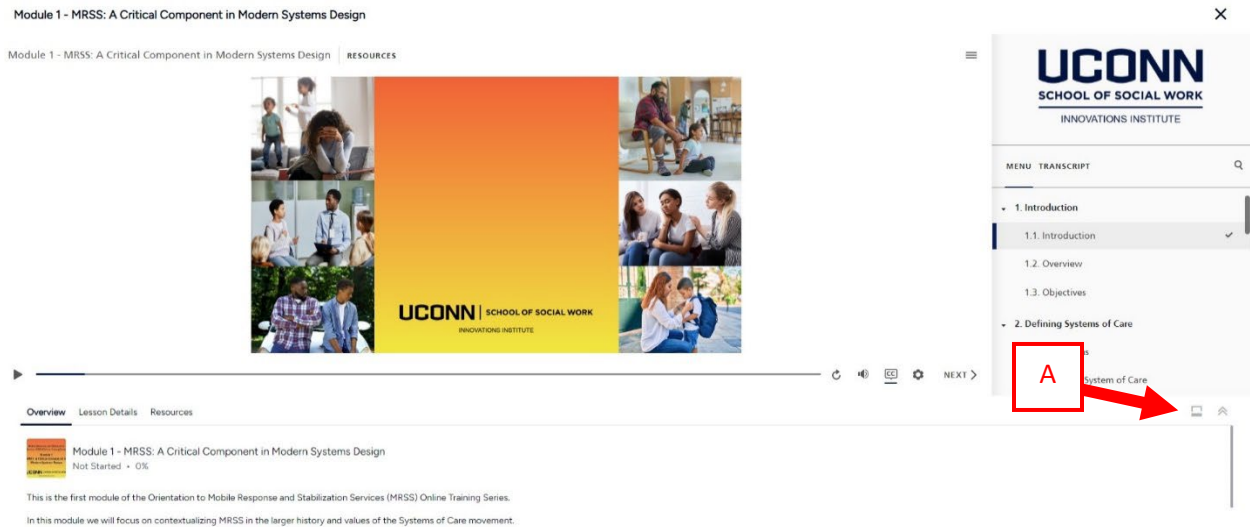 Module 1 - MRSS: A Critical Component in Modern Systems Design
Module 1 - MRSS: A Critical Component in Modern Systems Design RESOURCES
UCONN SCHOOL OF SOCIAL WORK
INNOVATIONS INSTITUTE
NEXT
UCONN
SCHOOL OF SOCIAL WORK
INNOVATIONS INSTITUTE
MENU TRANSCRIPT
1. Introduction
1.1. Introduction
1.2. Overview
1.3. Objectives
2. Defining Systems of Care
A
System of Care
CC
Overview Lesson Details Resources
Module 1 - MRSS: A Critical Component in Modern Systems Design
Not Started • 0%
This is the first module of the Orientation to Mobile Response and Stabilization Services (MRSS) Online Training Series.
In this module we will focus on contextualizing MRSS in the larger history and values of the Systems of Care movement.